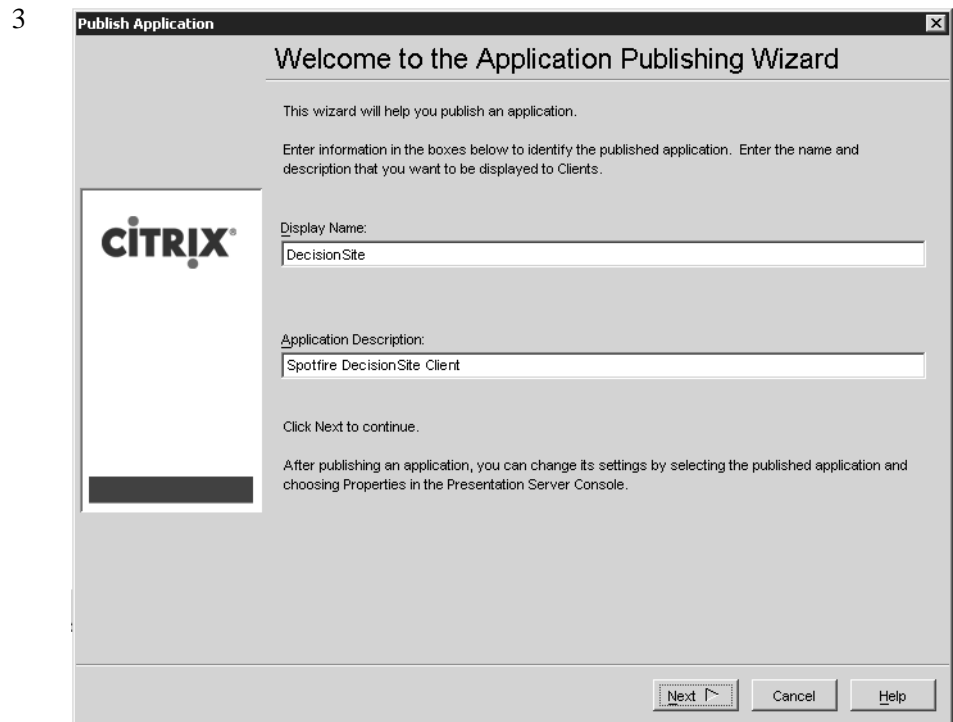 3
Publish Application
Welcome to the Application Publishing Wizard
This wizard will help you publish an application.
Enter information in the boxes below to identify the published application. Enter the name and
description that you want to be displayed to Clients.
CİTRIX®
Display Name:
DecisionSite
Application Description:
Spotfire DecisionSite Client
Click Next to continue.
After publishing an application, you can change its settings by selecting the published application and
choosing Properties in the Presentation Server Console.
Next
Cancel
Help